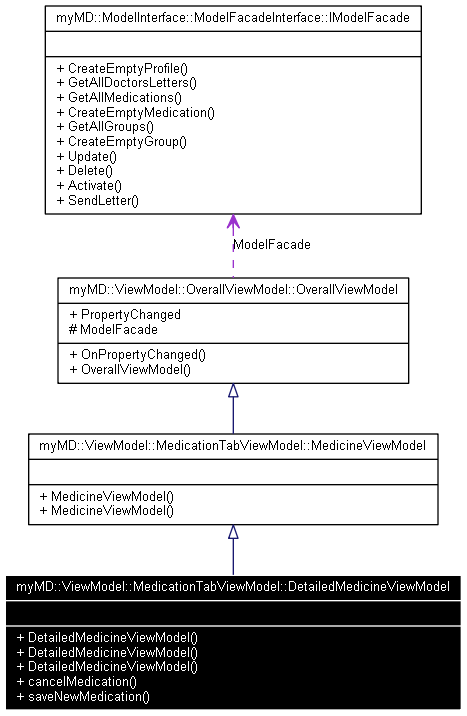 myMD::ModelInterface::ModelFacadeInterface::IModelFacade
+ CreateEmptyProfile()
+ GetAllDoctorsLetters()
+ GetAllMedications()
+ CreateEmptyMedication()
+ GetAllGroups()
+ CreateEmptyGroup()
+ Update()
+ Delete()
+ Activate()
+ SendLetter()
ModelFacade
myMD::ViewModel::OverallViewModel::OverallViewModel
+ PropertyChanged
# ModelFacade
+ OnPropertyChanged()
+ OverallViewModel()
myMD::ViewModel::MedicationTabViewModel::MedicineViewModel
+ MedicineViewModel()
+ MedicineViewModel()
myMD::ViewModel::MedicationTabViewModel::DetailedMedicineViewModel
+ DetailedMedicineViewModel()
+ DetailedMedicineViewModel()
+ DetailedMedicineViewModel()
+ cancelMedication()
+ saveNewMedication()